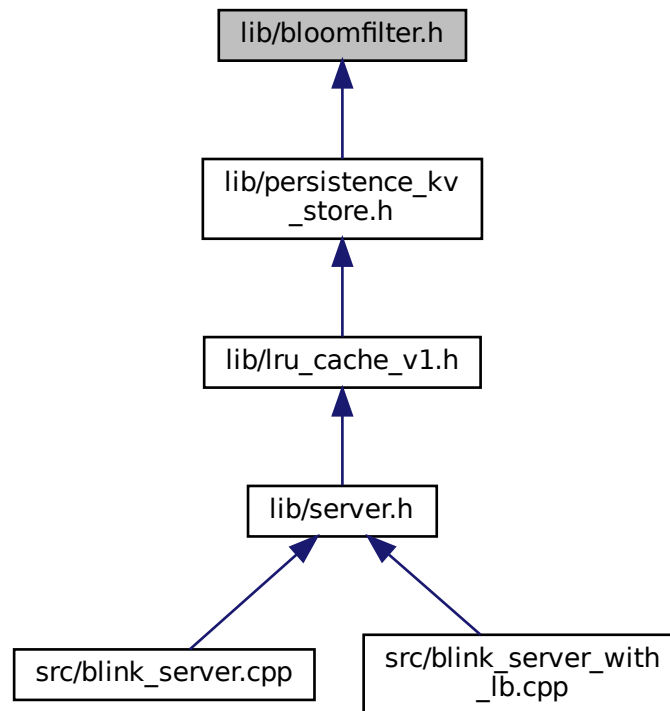 lib/bloomfilter.h
lib/persistence_kv
_store.h
lib/lru_cache_v1.h
lib/server.h
src/blink_server.cpp
src/blink_server_with
_lb.cpp